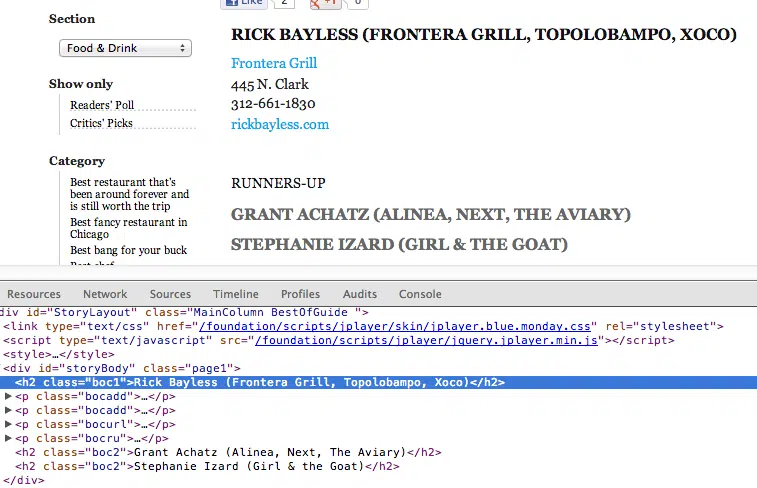 Like 2 +1 0
Section
Food & Drink
Show only
Readers' Poll
Critics' Picks
Category
Best restaurant that's
been around forever and
is still worth the trip
Best fancy restaurant in
Chicago
Best bang for your buck
RICK BAYLESS (FRONTERA GRILL, TOPOLOBAMPO, XOCO)
Frontera Grill
445 N. Clark
312-661-1830
rickbayless.com
RUNNERS-UP
GRANT ACHATZ (ALINEA, NEXT, THE AVIARY)
STEPHANIE IZARD (GIRL & THE GOAT)
Resources Network Sources Timeline Profiles Audits Console
div id="StoryLayout" class="MainColumn BestOfGuide ">
<link type="text/css" href="/foundation/scripts/jplayer/skin/jplayer.blue.monday.css" rel="stylesheet">
<script type="text/javascript" src="/foundation/scripts/jplayer/jquery.jplayer.min.js"></script>
<style>…</style>
<div id="storyBody" class="page1">
<h2 class="boc1">Rick Bayless (Frontera Grill, Topolobampo, Xoco)</h2>
<p class="bocadd">…</p>
<p class="bocadd">…</p>
<p class="bocurl">…</p>
<p class="bocru">…</p>
<h2 class="boc2">Grant Achatz (Alinea, Next, The Aviary)</h2>
<h2 class="boc2">Stephanie Izard (Girl & the Goat)</h2>
</div>